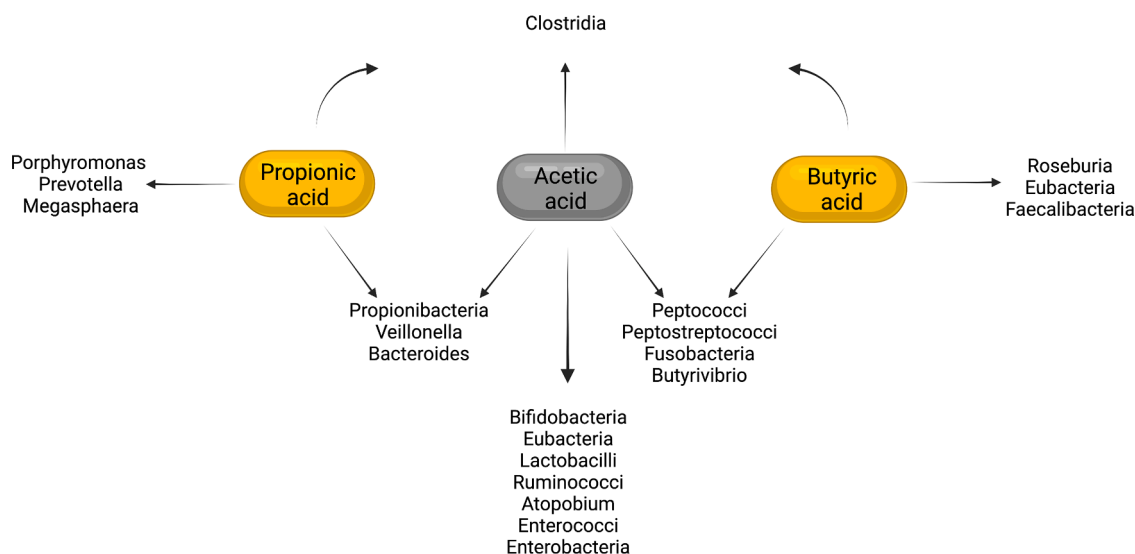 Clostridia
Porphyromonas
Prevotella
Megasphaera
Propionic
acid
Acetic
acid
Butyric
acid
Roseburia
Eubacteria
Faecalibacteria
Propionibacteria
Veillonella
Bacteroides
Peptococci
Peptostreptococci
Fusobacteria
Butyrivibrio
Bifidobacteria
Eubacteria
Lactobacilli
Ruminococci
Atopobium
Enterococci
Enterobacteria